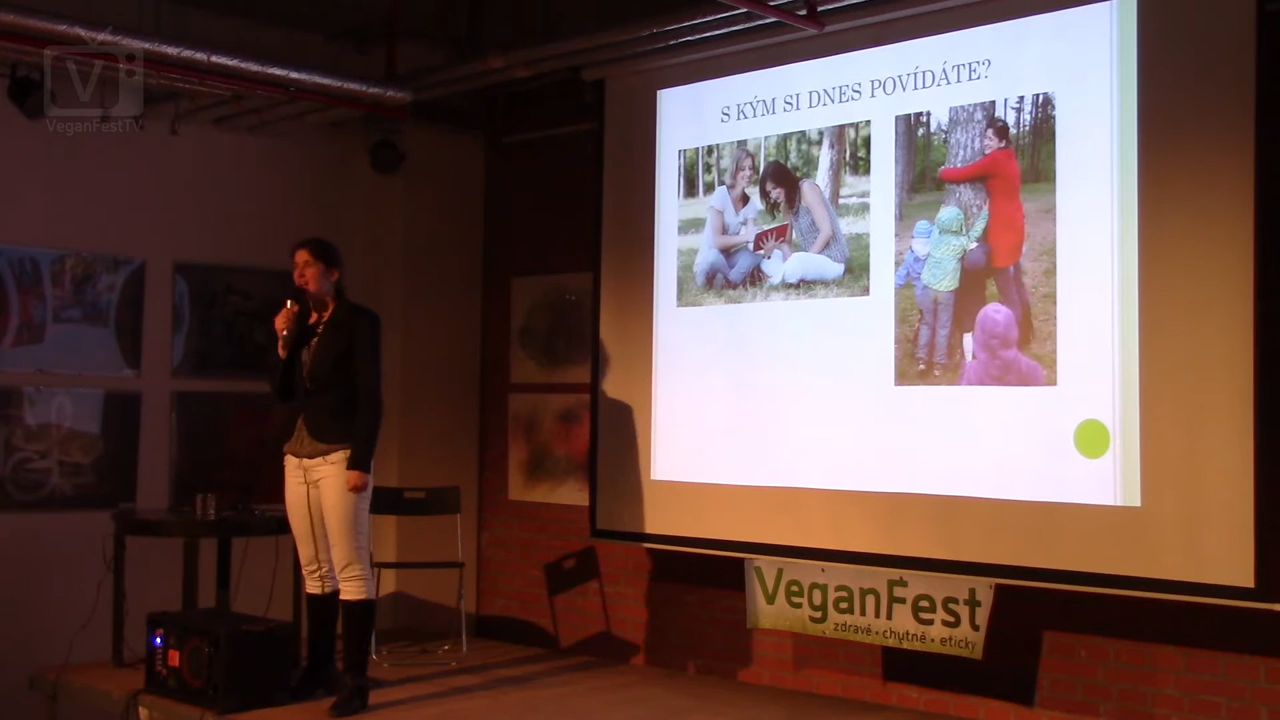 V
VeganFestTV
S KÝM SI DNES POVÍDÁTE?
VeganFest
zdravě • chutně • eticky